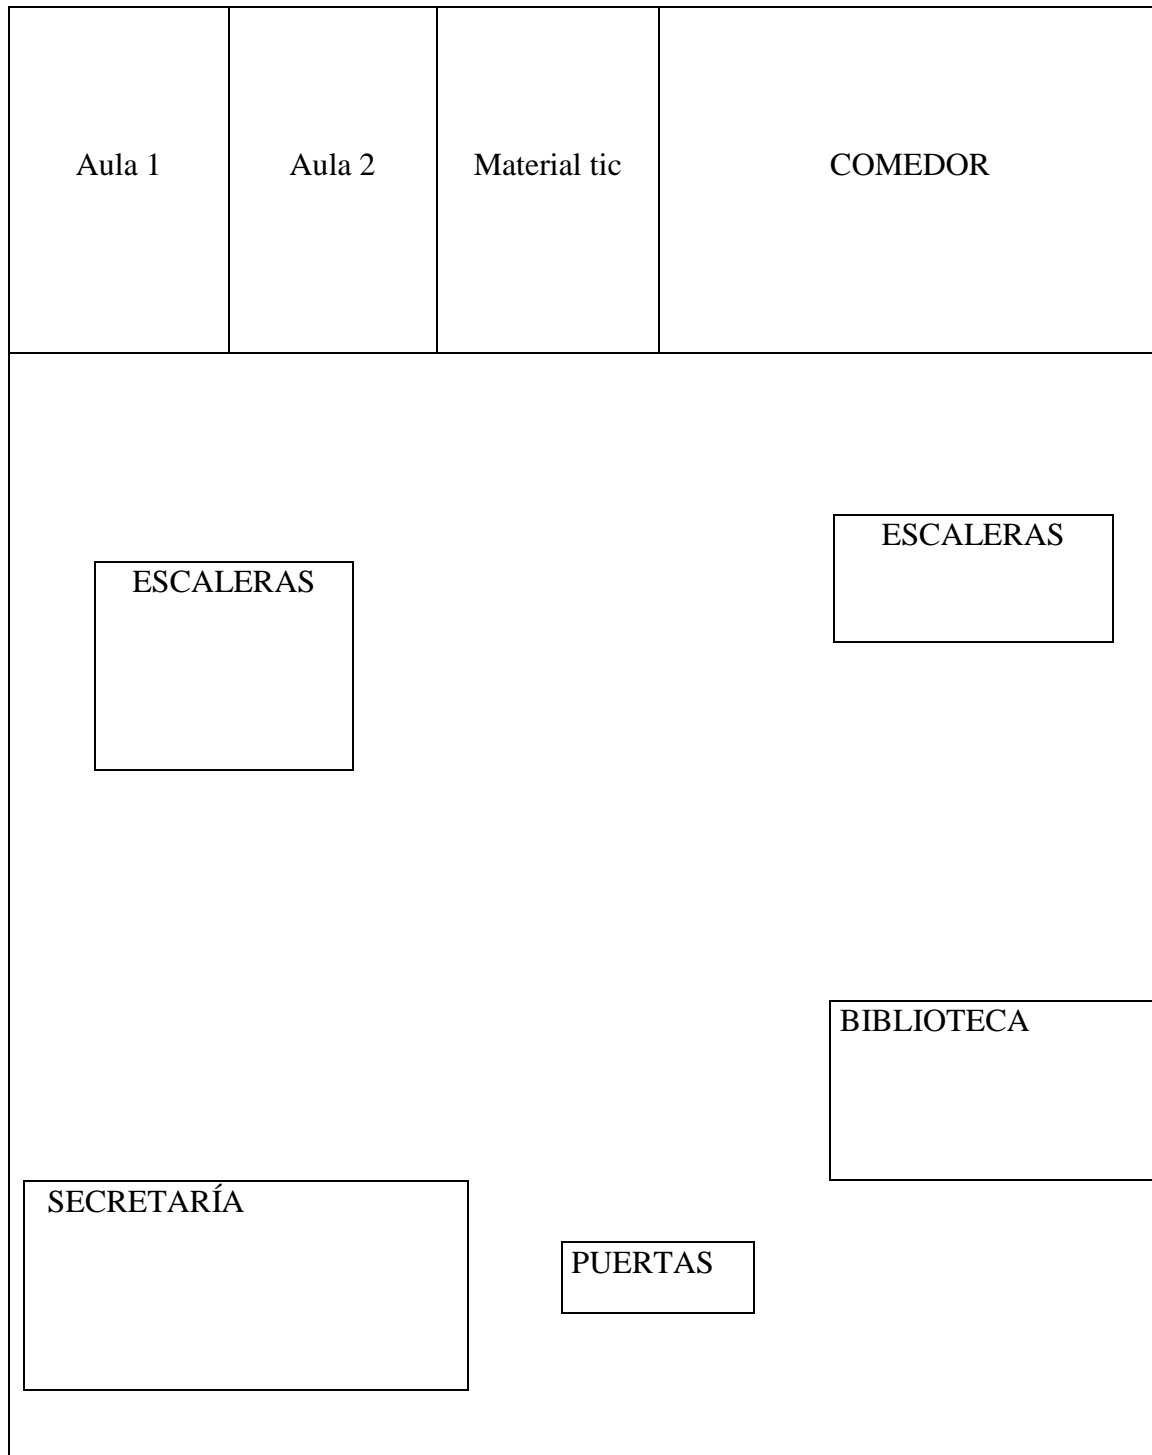 Aula 1
Aula 2
Material tic
COMEDOR
ESCALERAS
ESCALERAS
BIBLIOTECA
SECRETARÍA
PUERTAS